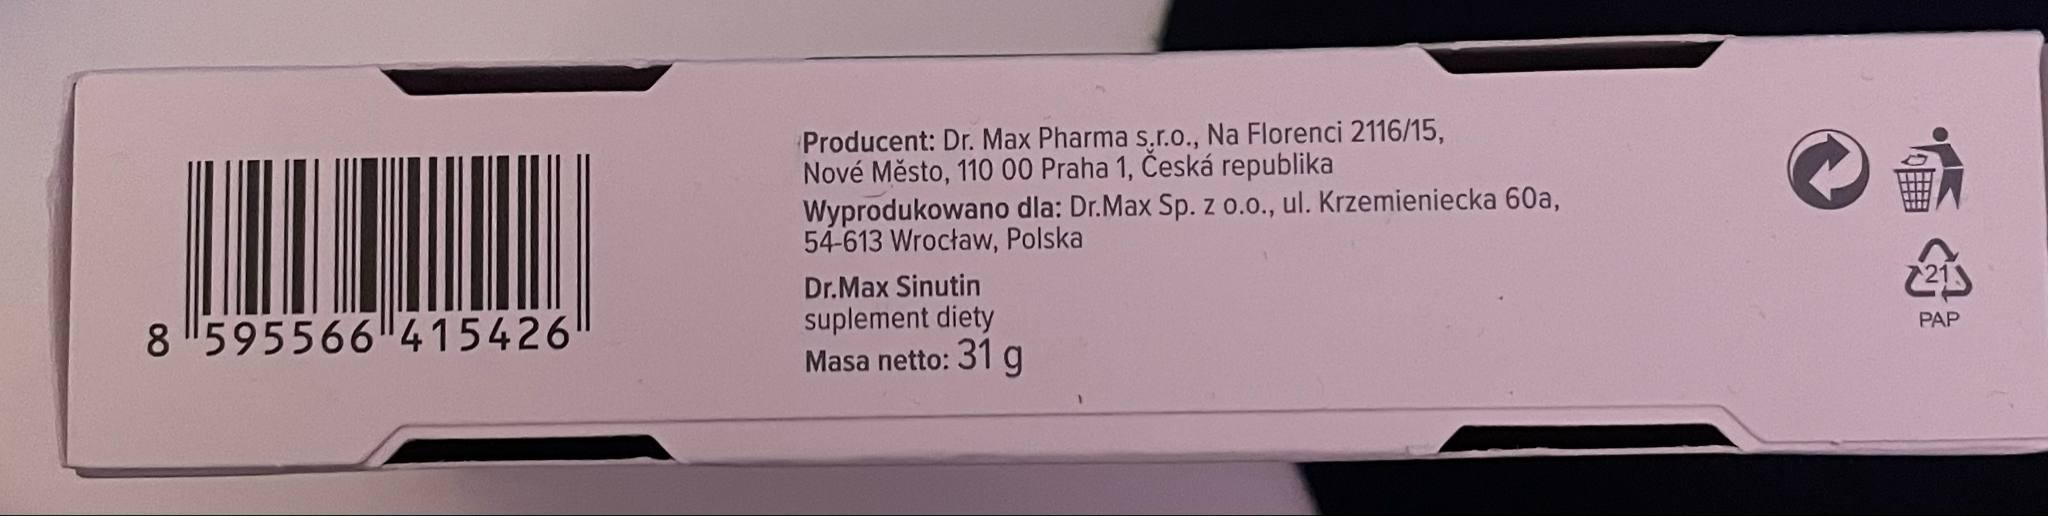 8 595566 415426
Producent: Dr. Max Pharma s.r.o., Na Florenci 2116/15,
Nové Město, 110 00 Praha 1, Česká republika
Wyprodukowano dla: Dr.Max Sp. z o.o., ul. Krzemieniecka 60a,
54-613 Wrocław, Polska
Dr.Max Sinutin
suplement diety
Masa netto: 31 g
21
PAP